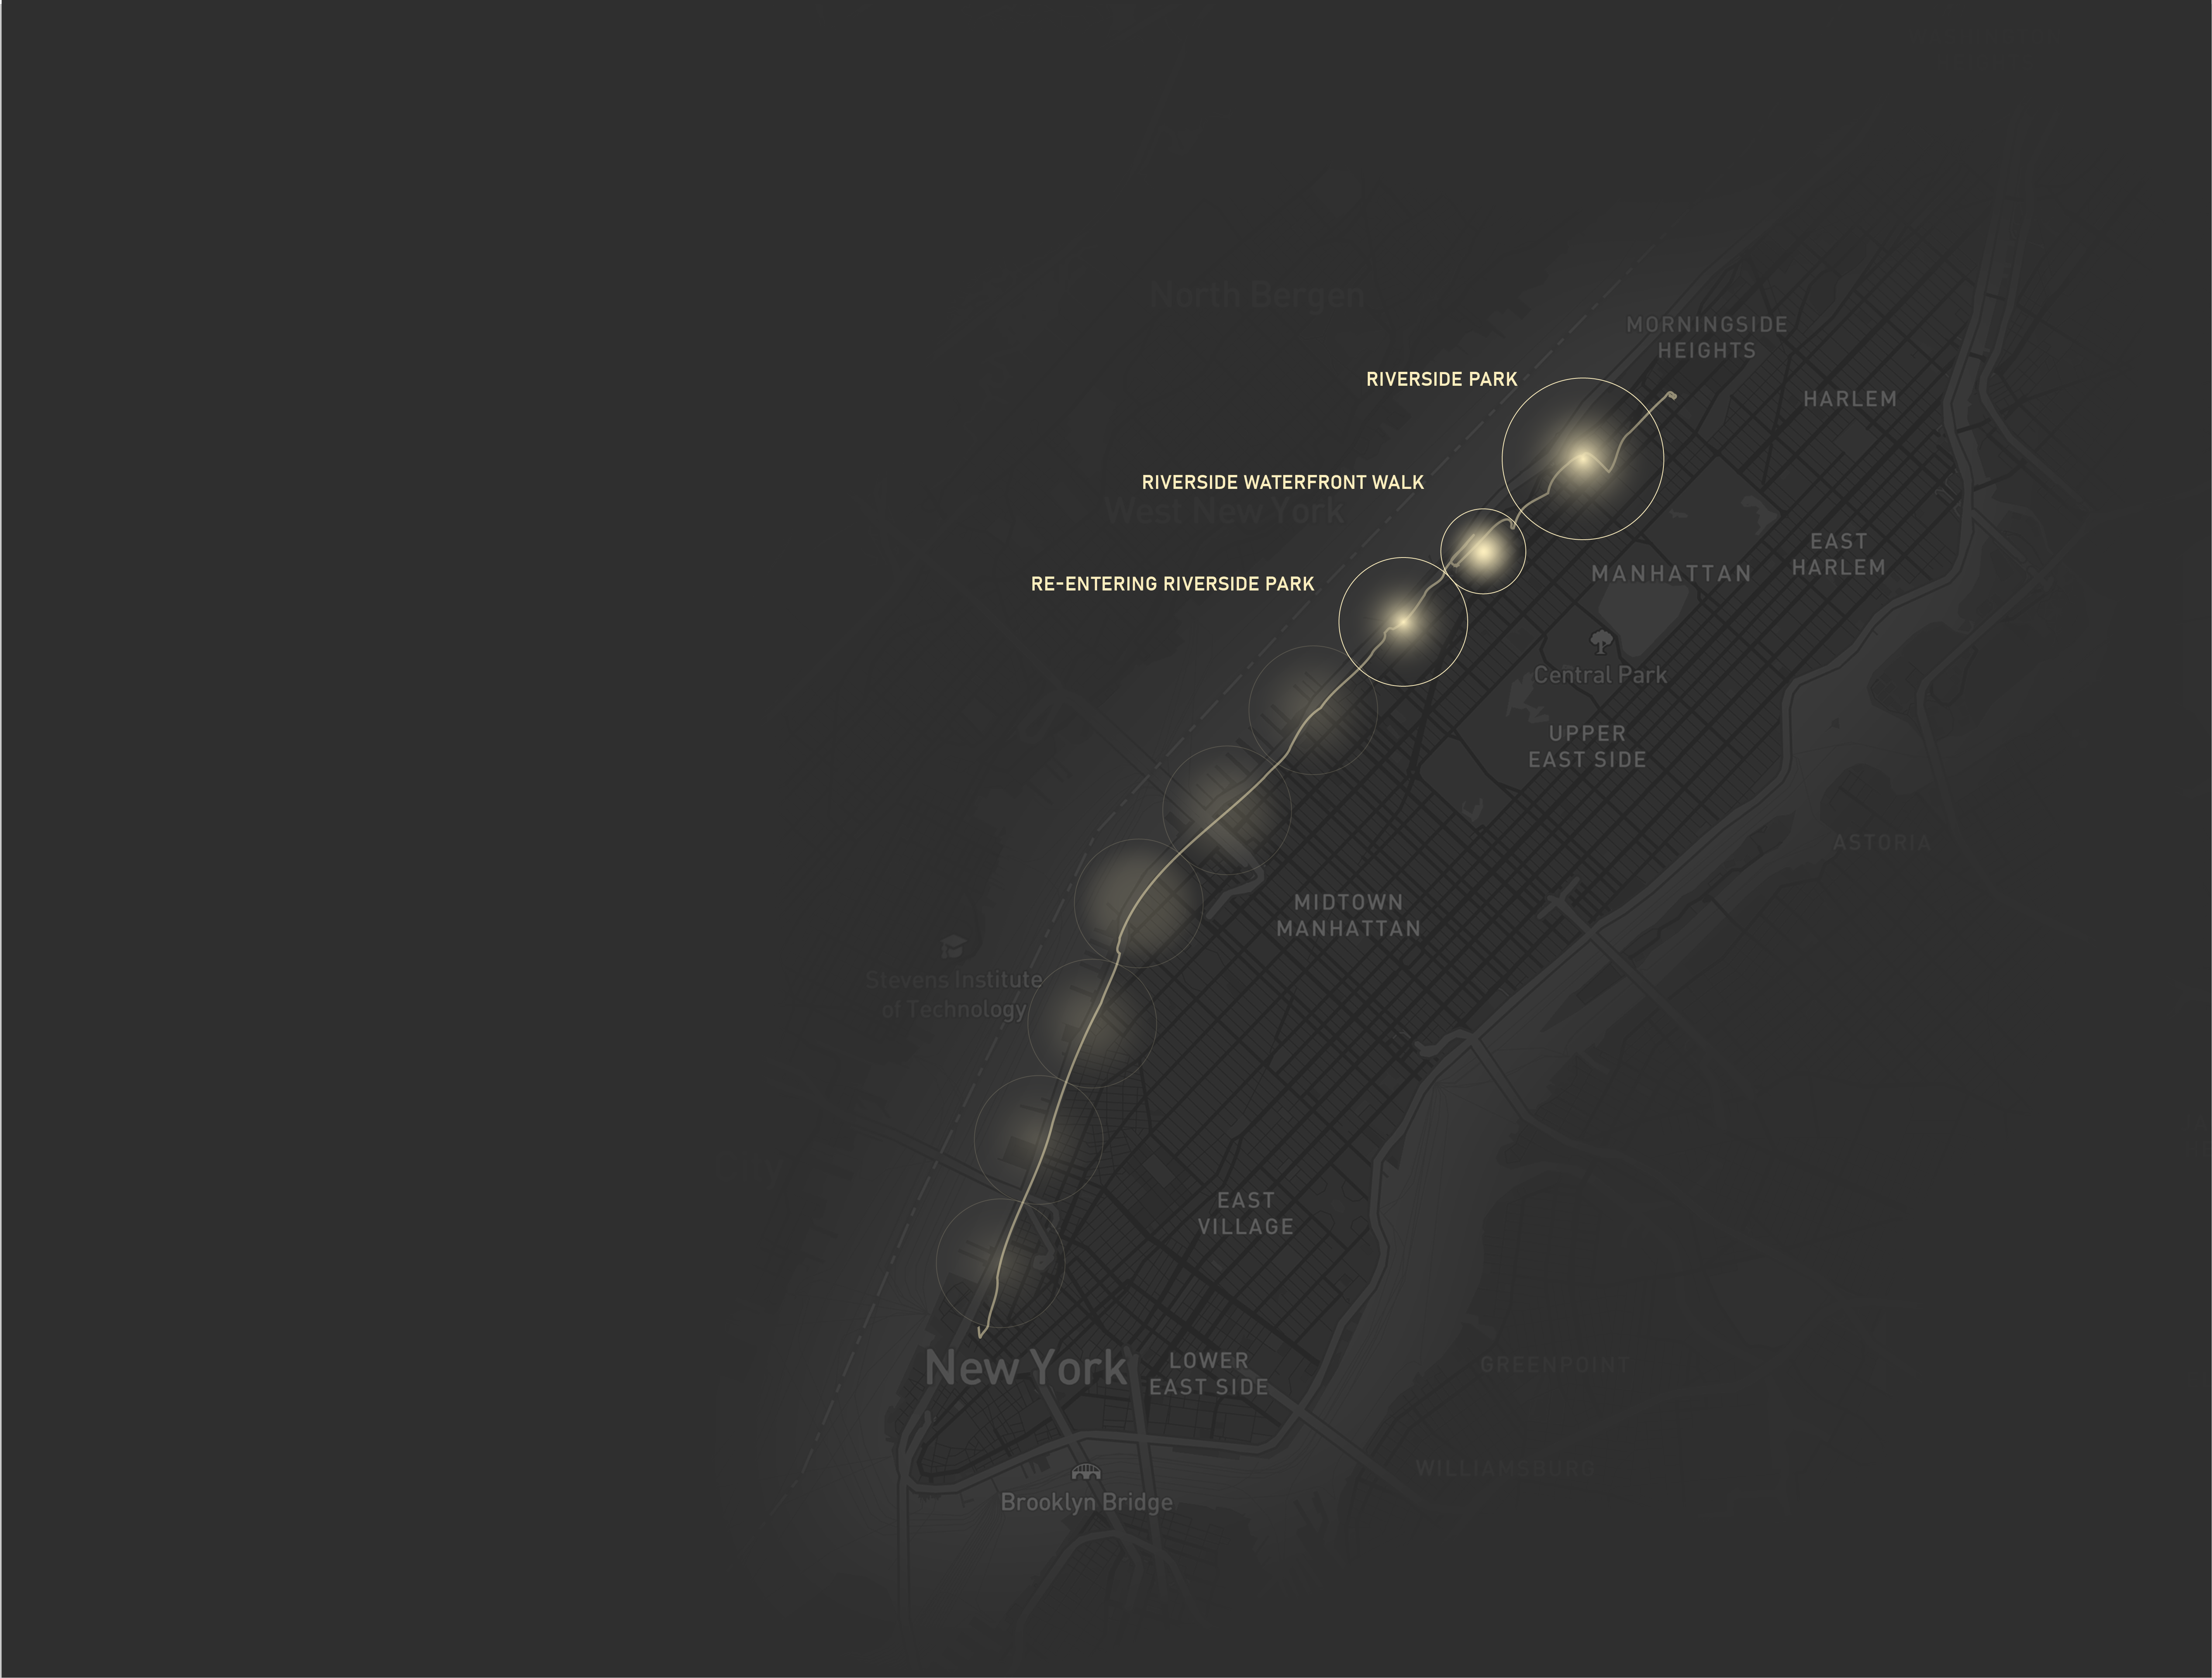 North Bergen
MORNINGSIDE
HEIGHTS
RIVERSIDE PARK
HARLEM
RIVERSIDE WATERFRONT WALK
West New York
EAST
HARLEM
MANHATTAN
RE-ENTERING RIVERSIDE PARK
Central Park
UPPER
EAST SIDE
ASTORIA
MIDTOWN
MANHATTAN
Stevens Institute
of Technology
EAST
VILLAGE
New York
LOWER
EAST SIDE
GREENPOINT
WILLIAMSBURG
Brooklyn Bridge